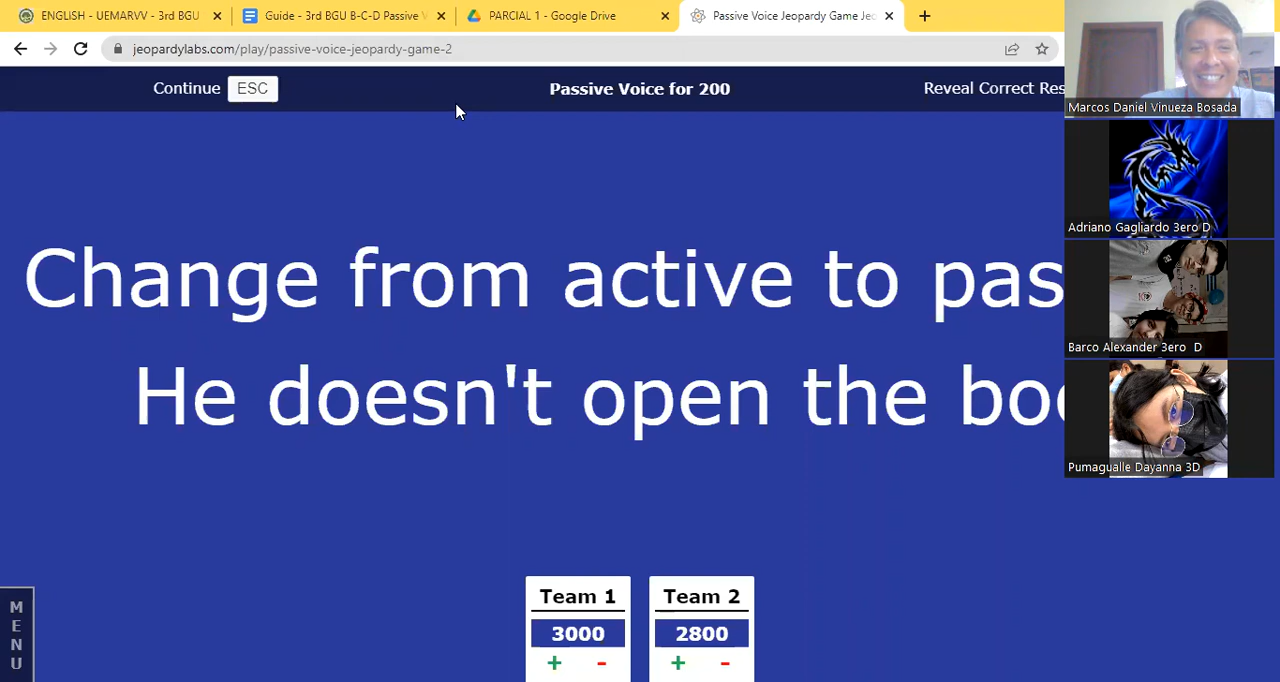 ENGLISH - UEMARVV - 3rd BGU
Guide - 3rd BGU B-C-D Passive V
PARCIAL 1 - Google Drive
Passive Voice Jeopardy Game Jeo
jeopardylabs.com/play/passive-voice-jeopardy-game-2
Continue ESC
Passive Voice for 200
Reveal Correct Res
Change from active to pas
He doesn't open the boo
MENU
Team 1
3000
+ -
Team 2
2800
+ -
Marcos Daniel Vinueza Bosada
Adriano Gagliardo 3ero D
Barco Alexander 3ero D
Pumagualle Dayanna 3D